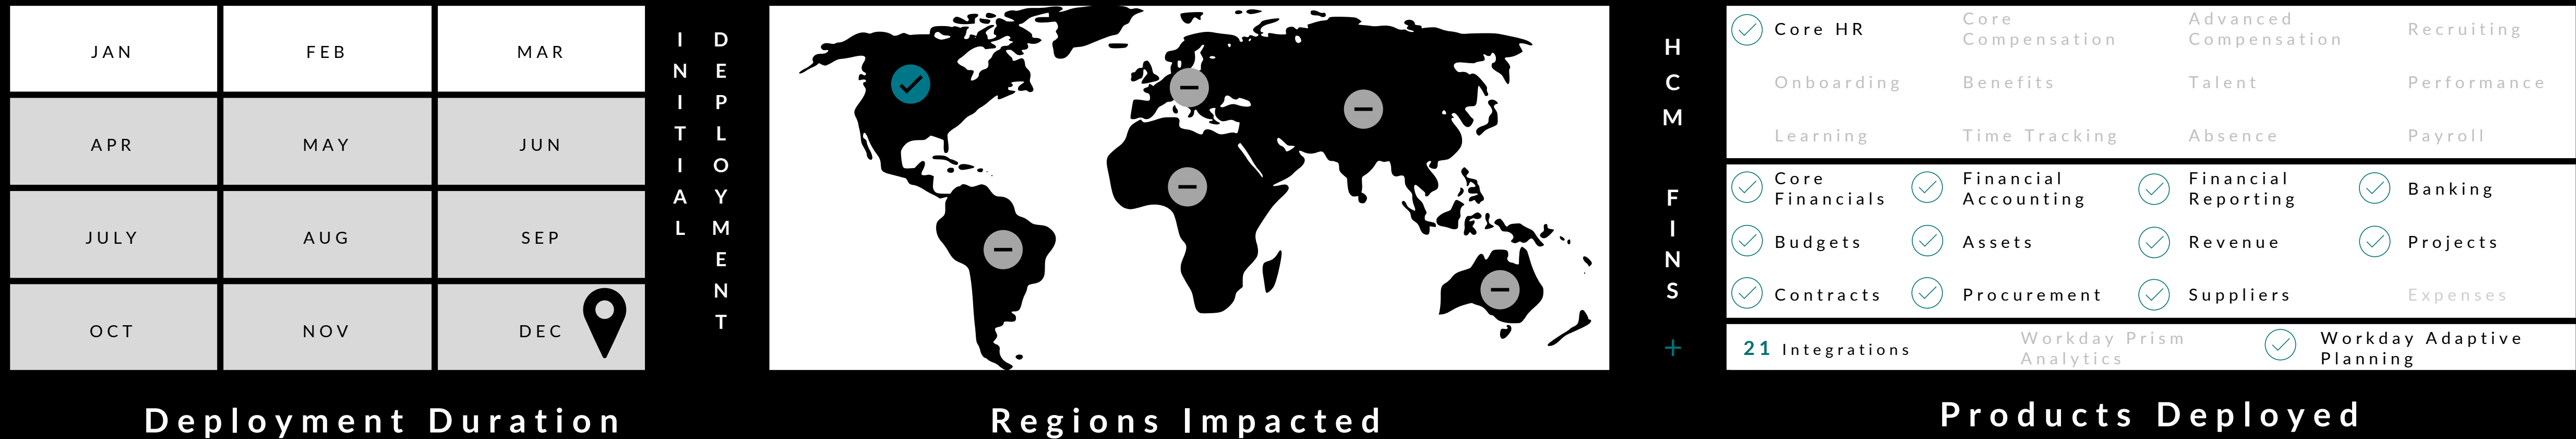 JAN FEB MAR
APR MAY JUN
JULY AUG SEP
OCT NOV DEC
INITIAL
DEPLOYMENT
Deployment Duration
Regions Impacted
HCM
Core HR
Core
Compensation
Advanced
Compensation
Recruiting
Onboarding Benefits Talent Performance
Learning Time Tracking Absence Payroll
FINS
Core
Financials
Financial
Accounting
Financial
Reporting
Banking
Budgets Assets Revenue Projects
Contracts Procurement Suppliers Expenses
+
21 Integrations
Workday Prism
Analytics
Workday Adaptive
Planning
Products Deployed